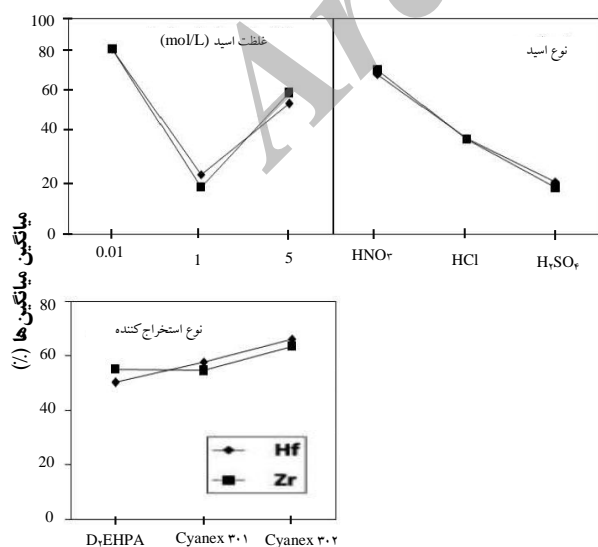 100
80
60
40
20
0
غلظت اسید (mol/L)
نوع اسید
0.01
1
5
HNO۳
HCl
H۲SO۴
میانگین میانگین‌ها (٪)
80
60
40
20
0
نوع استخراج‌کننده
Hf
Zr
D۲EHPA
Cyanex ۳۰۱
Cyanex ۳۰۲